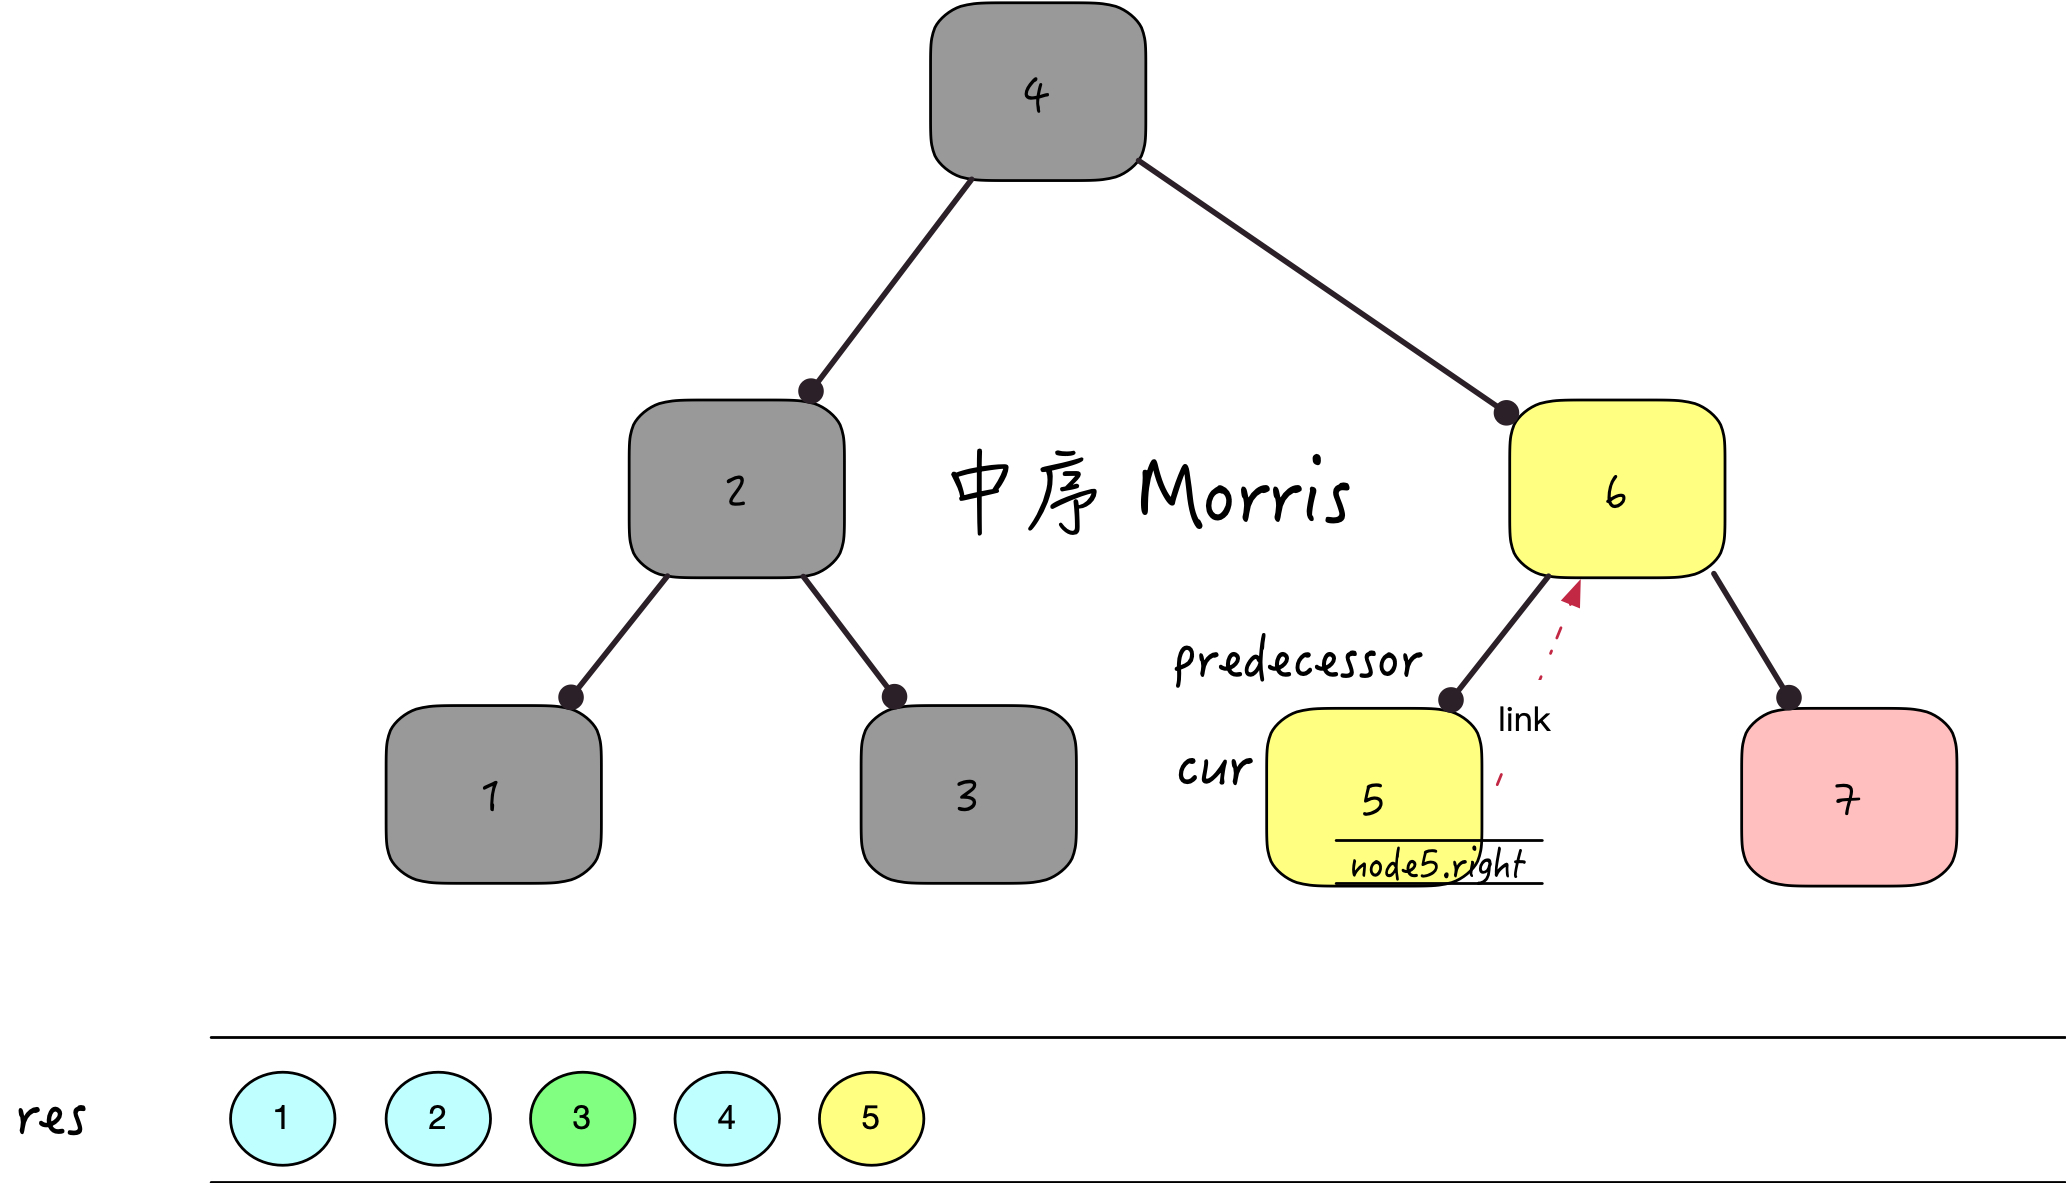 4
2
中序 Morris
6
predecessor
link
cur
1
3
5
7
node5.right
res
1 2 3 4 5